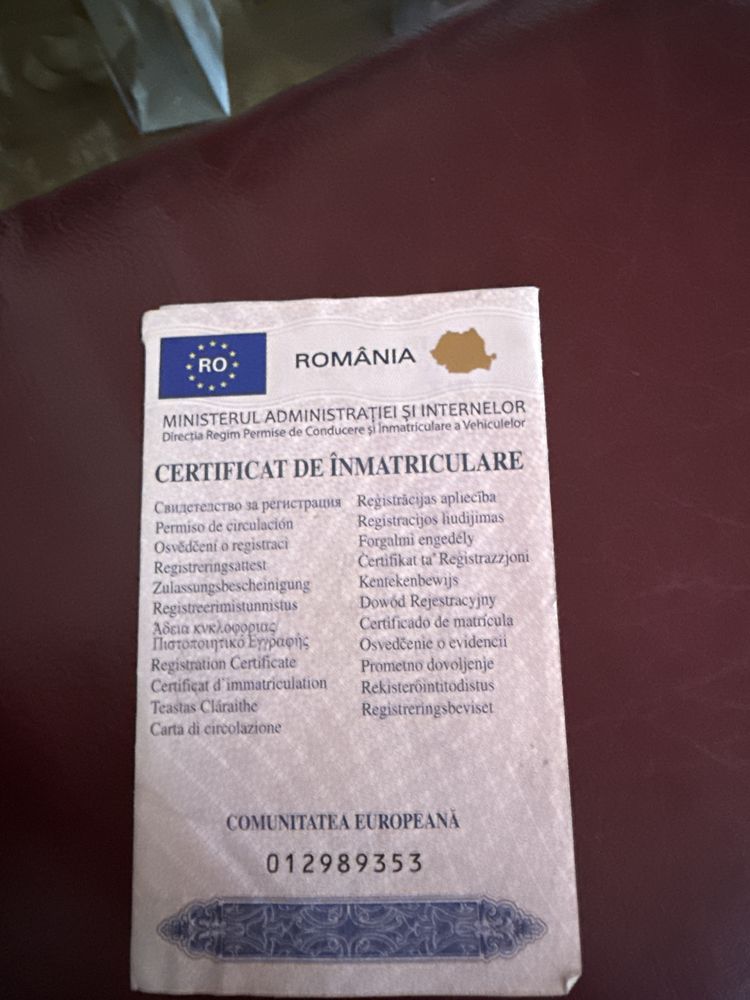 RO
ROMÂNIA
MINISTERUL ADMINISTRAȚIEI ȘI INTERNELOR
Direcția Regim Permise de Conducere și Inmatriculare a Vehiculelor
CERTIFICAT DE ÎNMATRICULARE
Свидетелство за регистрация
Permiso de circulación
Osvědčení o registraci
Registreringsattest
Zulassungsbescheinigung
Registreerimistunnistus
Άδεια κυκλοφορίας/
Πιστοποιητικό Εγγραφής
Registration Certificate
Certificat d'immatriculation
Teastas Cláraithe
Carta di circolazione
Reģistrācijas apliecība
Registracijos liudijimas
Forgalmi engedély
Ċertifikat ta' Reġistrazzjoni
Kentekenbewijs
Dowód Rejestracyjny
Certificado de matrícula
Osvedčenie o evidencii
Prometno dovoljenje
Rekisteröintitodistus
Registreringsbeviset
COMUNITATEA EUROPEANĂ
012989353